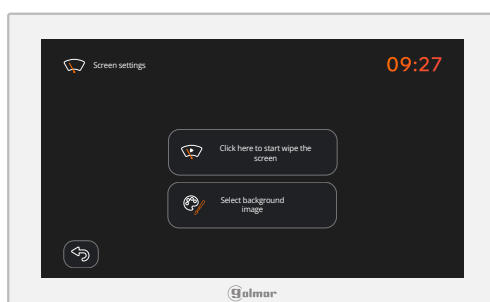 Screen settings
09:27
Click here to start wipe the
screen
Select background
image
golmar